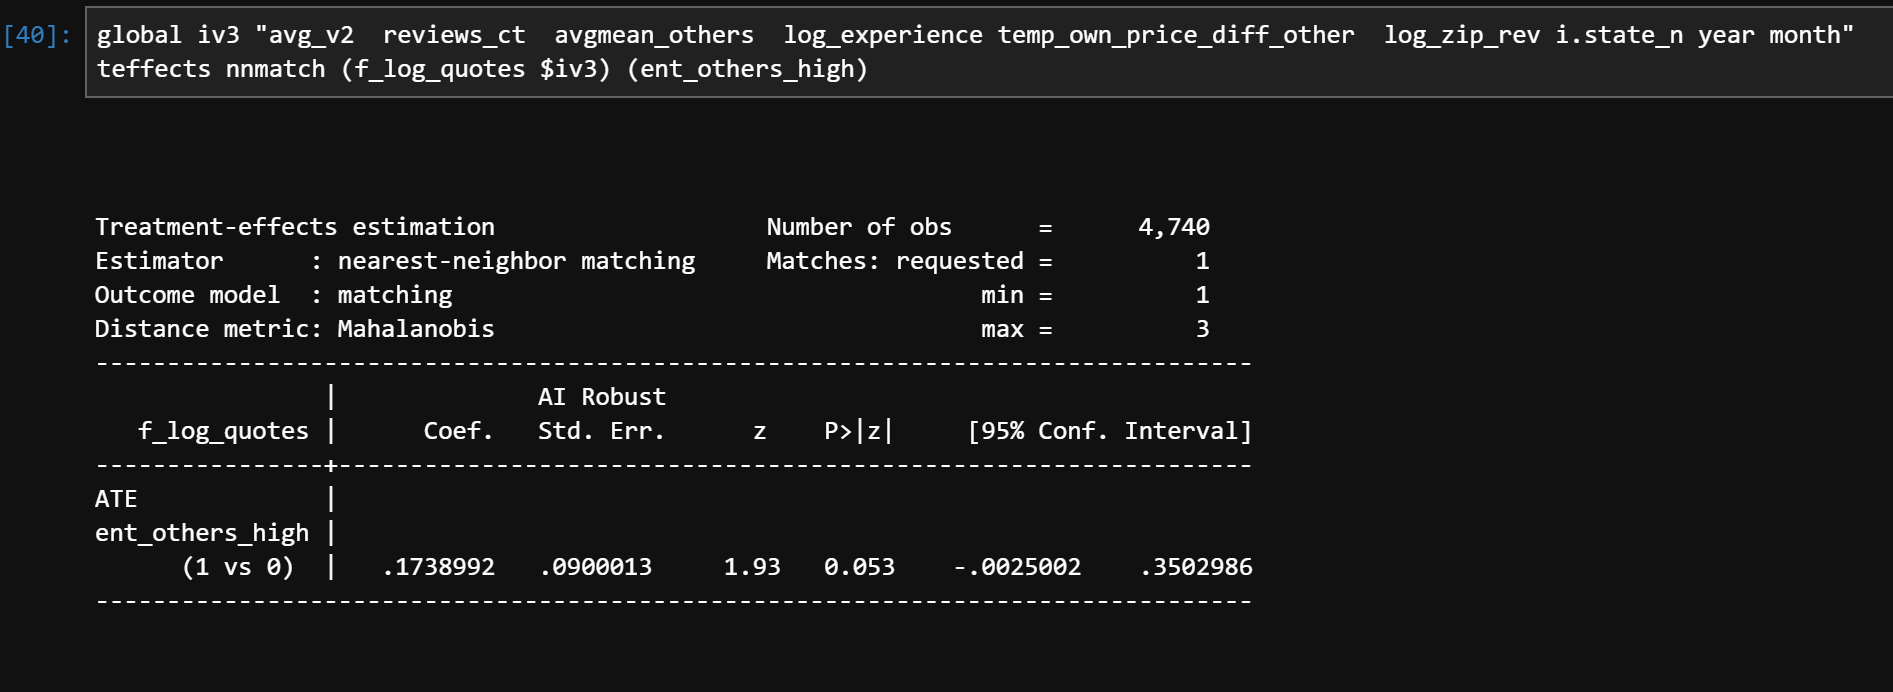 [40]: global iv3 "avg_v2  reviews_ct  avgmean_others  log_experience temp_own_price_diff_other  log_zip_rev i.state_n year month"
teffects nnmatch (f_log_quotes $iv3) (ent_others_high)
Treatment-effects estimation                   Number of obs      =      4,740
Estimator      : nearest-neighbor matching     Matches: requested =          1
Outcome model  : matching                                     min =          1
Distance metric: Mahalanobis                                  max =          3
--------------------------------------------------------------------------------
                |              AI Robust
   f_log_quotes |      Coef.   Std. Err.      z    P>|z|     [95% Conf. Interval]
----------------+---------------------------------------------------------------
ATE             |
ent_others_high |
      (1 vs 0)  |   .1738992   .0900013     1.93   0.053    -.0025002    .3502986
--------------------------------------------------------------------------------